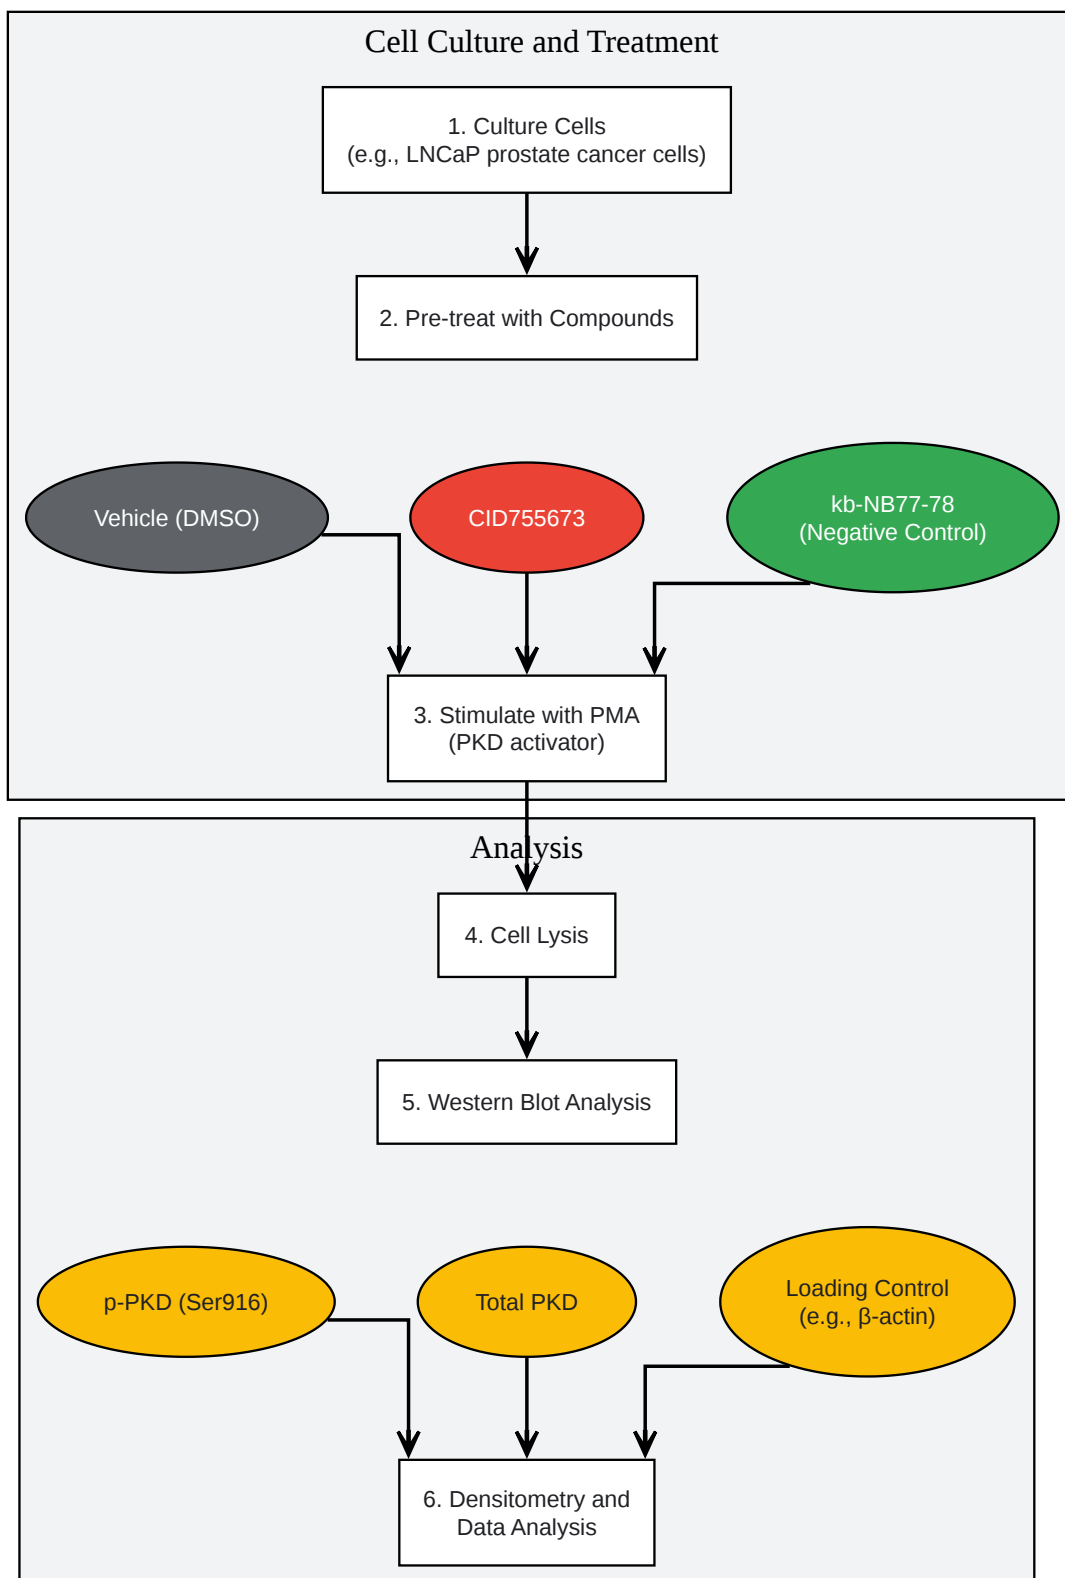 Cell Culture and Treatment
1. Culture Cells
(e.g., LNCaP prostate cancer cells)
2. Pre-treat with Compounds
Vehicle (DMSO)
CID755673
kb-NB77-78
(Negative Control)
3. Stimulate with PMA
(PKD activator)
Analysis
4. Cell Lysis
5. Western Blot Analysis
p-PKD (Ser916)
Total PKD
Loading Control
(e.g., β-actin)
6. Densitometry and
Data Analysis